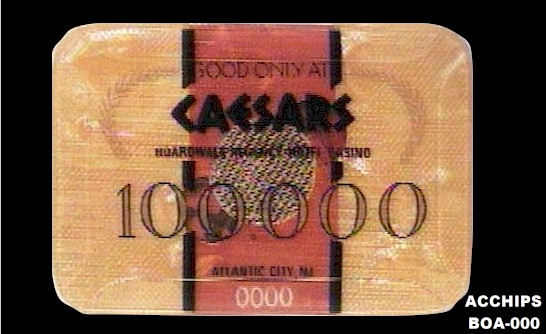 GOOD ONLY AT
CAESARS
BOARDWALK REGENCY HOTEL CASINO
100000
ATLANTIC CITY, NJ
0000
ACCHIPS
BOA-000